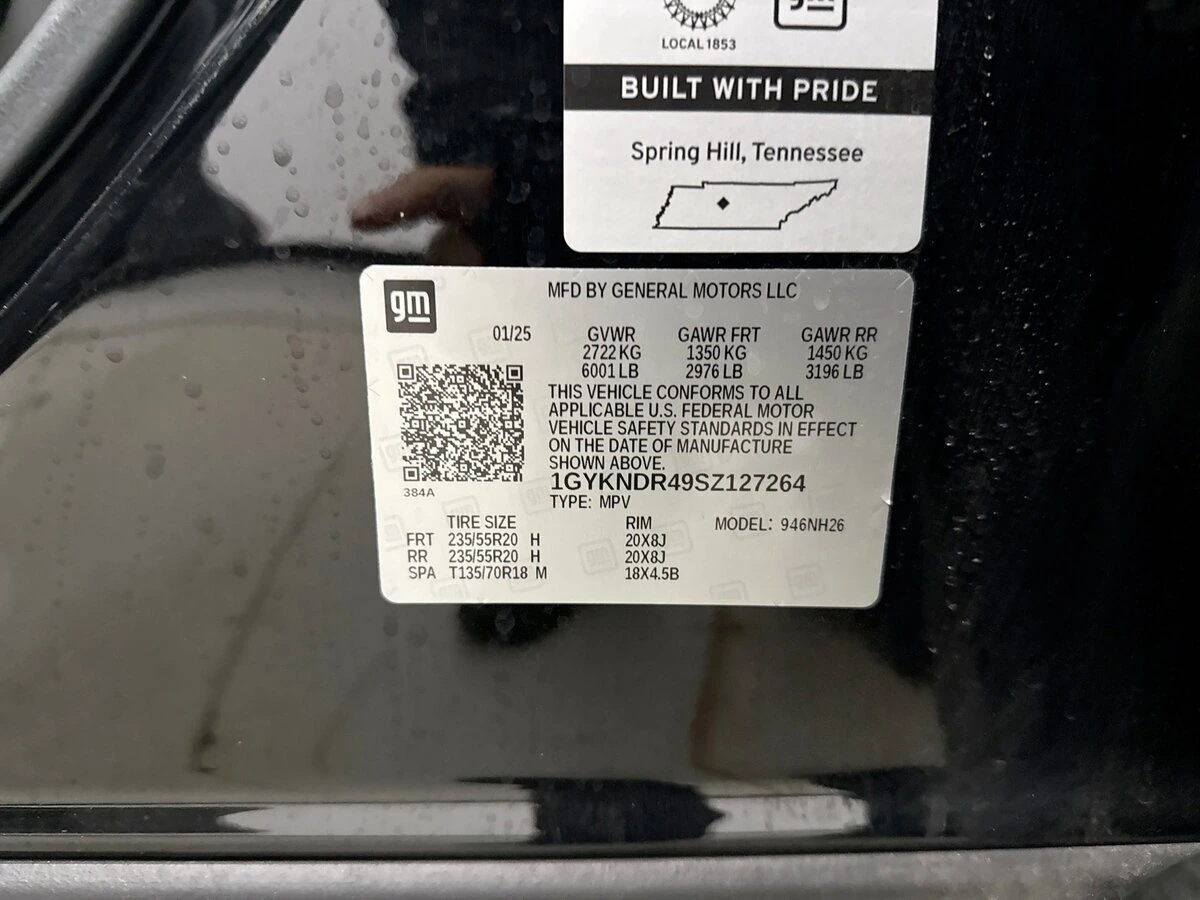 gm
LOCAL 1853
BUILT WITH PRIDE
Spring Hill, Tennessee
gm
MFD BY GENERAL MOTORS LLC
01/25 GVWR GAWR FRT GAWR RR
2722 KG 1350 KG 1450 KG
6001 LB 2976 LB 3196 LB
THIS VEHICLE CONFORMS TO ALL
APPLICABLE U.S. FEDERAL MOTOR
VEHICLE SAFETY STANDARDS IN EFFECT
ON THE DATE OF MANUFACTURE
SHOWN ABOVE.
384A
1GYKNDR49SZ127264
TYPE: MPV
TIRE SIZE RIM MODEL: 946NH26
FRT 235/55R20 H 20X8J
RR 235/55R20 H 20X8J
SPA T135/70R18 M 18X4.5B